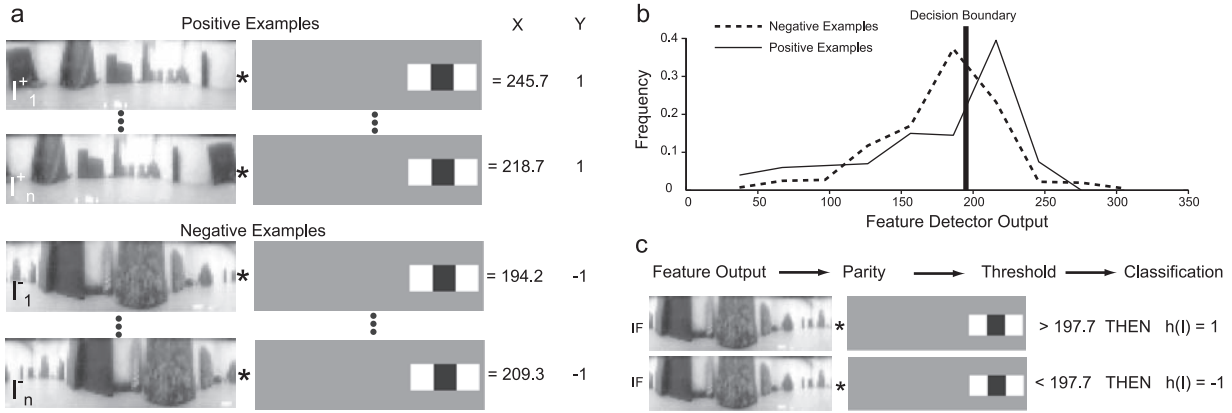 a
Positive Examples X Y
I+1 * = 245.7 1
I+n * = 218.7 1
Negative Examples
I-1 * = 194.2 -1
I-n * = 209.3 -1
b
Decision Boundary
Negative Examples
Positive Examples
Frequency
0.4
0.3
0.2
0.1
0
0 50 100 150 200 250 300 350
Feature Detector Output
c
Feature Output Parity Threshold Classification
IF * > 197.7 THEN h(I) = 1
IF * < 197.7 THEN h(I) = -1